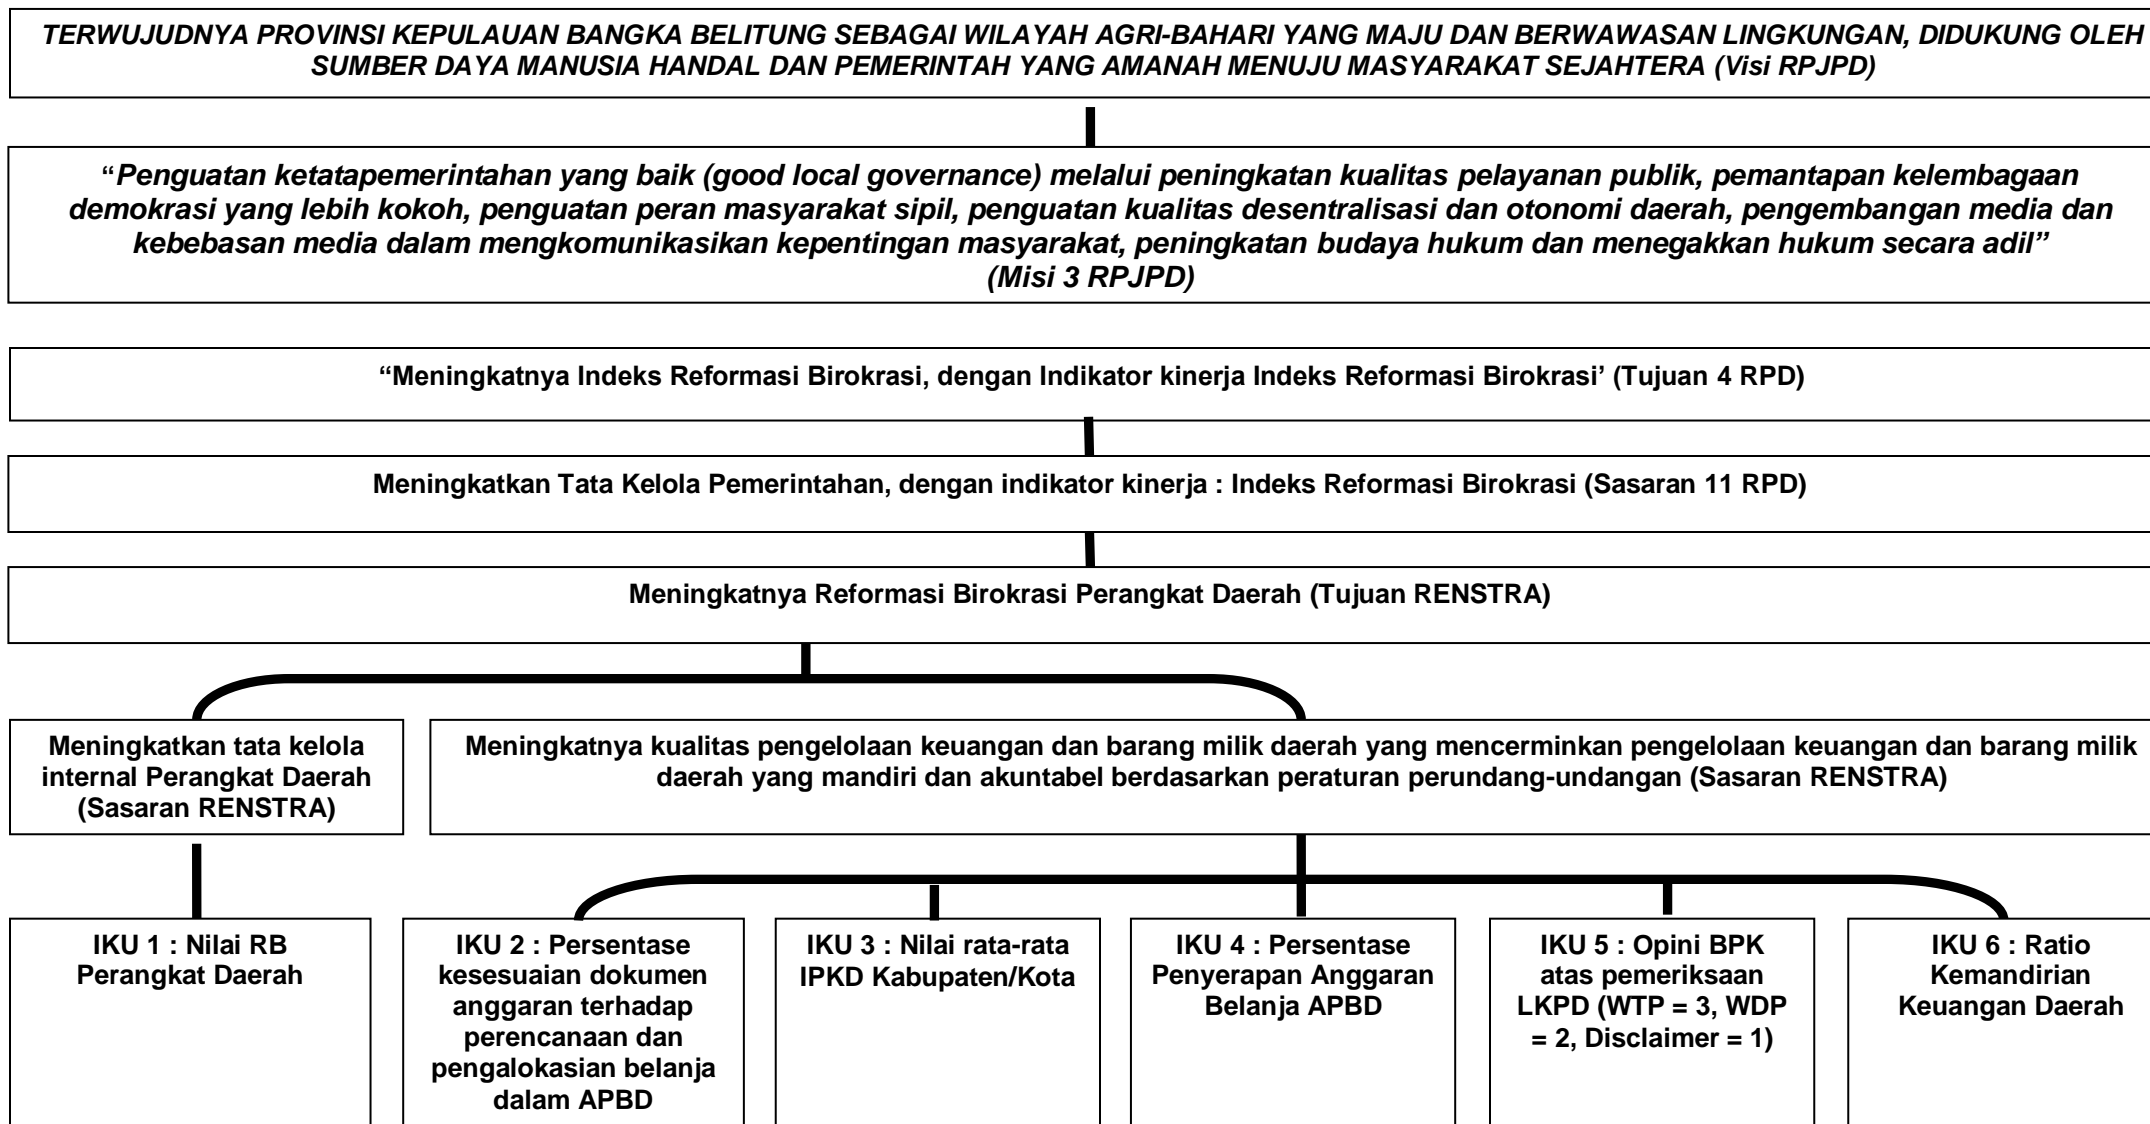 TERWUJUDNYA PROVINSI KEPULAUAN BANGKA BELITUNG SEBAGAI WILAYAH AGRI-BAHARI YANG MAJU DAN BERWAWASAN LINGKUNGAN, DIDUKUNG OLEH
SUMBER DAYA MANUSIA HANDAL DAN PEMERINTAH YANG AMANAH MENUJU MASYARAKAT SEJAHTERA (Visi RPJPD)
“Penguatan ketatapemerintahan yang baik (good local governance) melalui peningkatan kualitas pelayanan publik, pemantapan kelembagaan
demokrasi yang lebih kokoh, penguatan peran masyarakat sipil, penguatan kualitas desentralisasi dan otonomi daerah, pengembangan media dan
kebebasan media dalam mengkomunikasikan kepentingan masyarakat, peningkatan budaya hukum dan menegakkan hukum secara adil”
(Misi 3 RPJPD)
“Meningkatnya Indeks Reformasi Birokrasi, dengan Indikator kinerja Indeks Reformasi Birokrasi’ (Tujuan 4 RPD)
Meningkatkan Tata Kelola Pemerintahan, dengan indikator kinerja : Indeks Reformasi Birokrasi (Sasaran 11 RPD)
Meningkatnya Reformasi Birokrasi Perangkat Daerah (Tujuan RENSTRA)
Meningkatkan tata kelola
internal Perangkat Daerah
(Sasaran RENSTRA)
Meningkatnya kualitas pengelolaan keuangan dan barang milik daerah yang mencerminkan pengelolaan keuangan dan barang milik
daerah yang mandiri dan akuntabel berdasarkan peraturan perundang-undangan (Sasaran RENSTRA)
IKU 1 : Nilai RB
Perangkat Daerah
IKU 2 : Persentase
kesesuaian dokumen
anggaran terhadap
perencanaan dan
pengalokasian belanja
dalam APBD
IKU 3 : Nilai rata-rata
IPKD Kabupaten/Kota
IKU 4 : Persentase
Penyerapan Anggaran
Belanja APBD
IKU 5 : Opini BPK
atas pemeriksaan
LKPD (WTP = 3, WDP
= 2, Disclaimer = 1)
IKU 6 : Ratio
Kemandirian
Keuangan Daerah